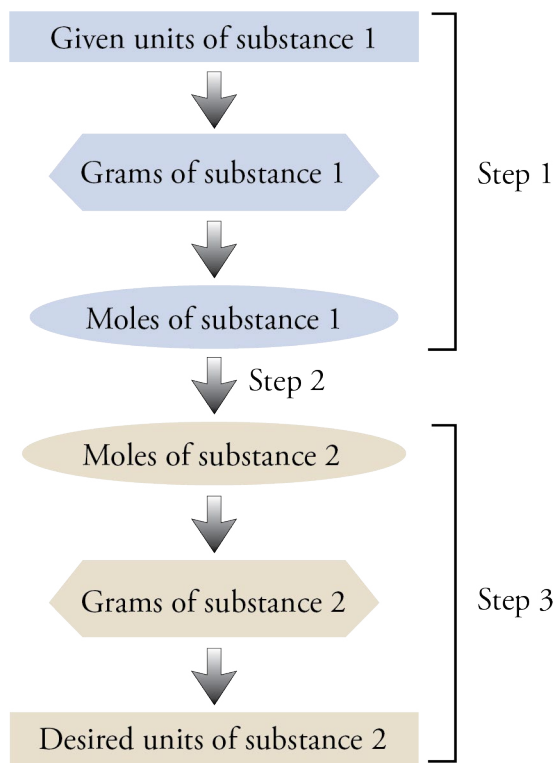 Given units of substance 1
Grams of substance 1
Step 1
Moles of substance 1
Step 2
Moles of substance 2
Grams of substance 2
Step 3
Desired units of substance 2